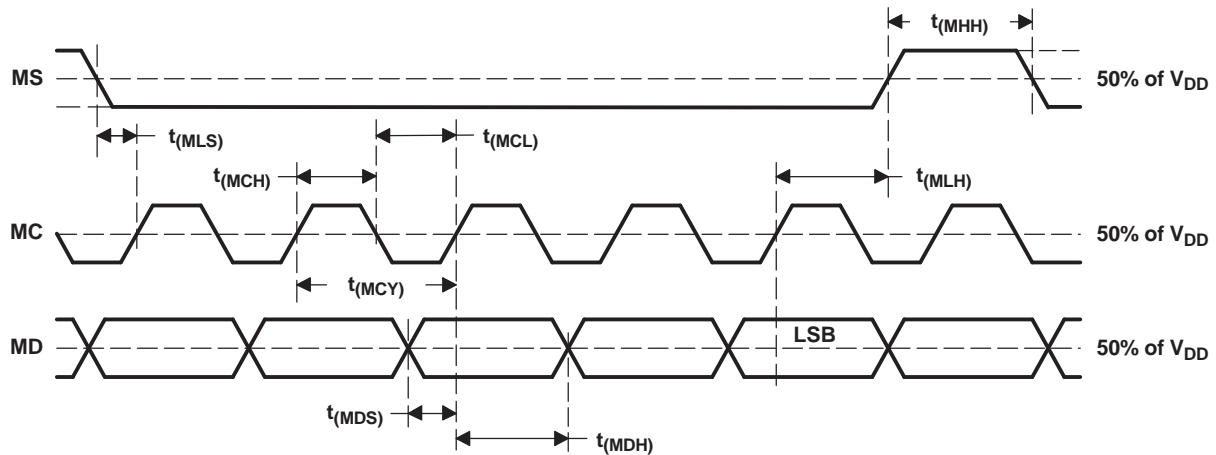 t(MHH)
MS
50% of VDD
t(MLS)
t(MCL)
t(MCH)
t(MLH)
MC
50% of VDD
t(MCY)
LSB
MD
50% of VDD
t(MDS)
t(MDH)